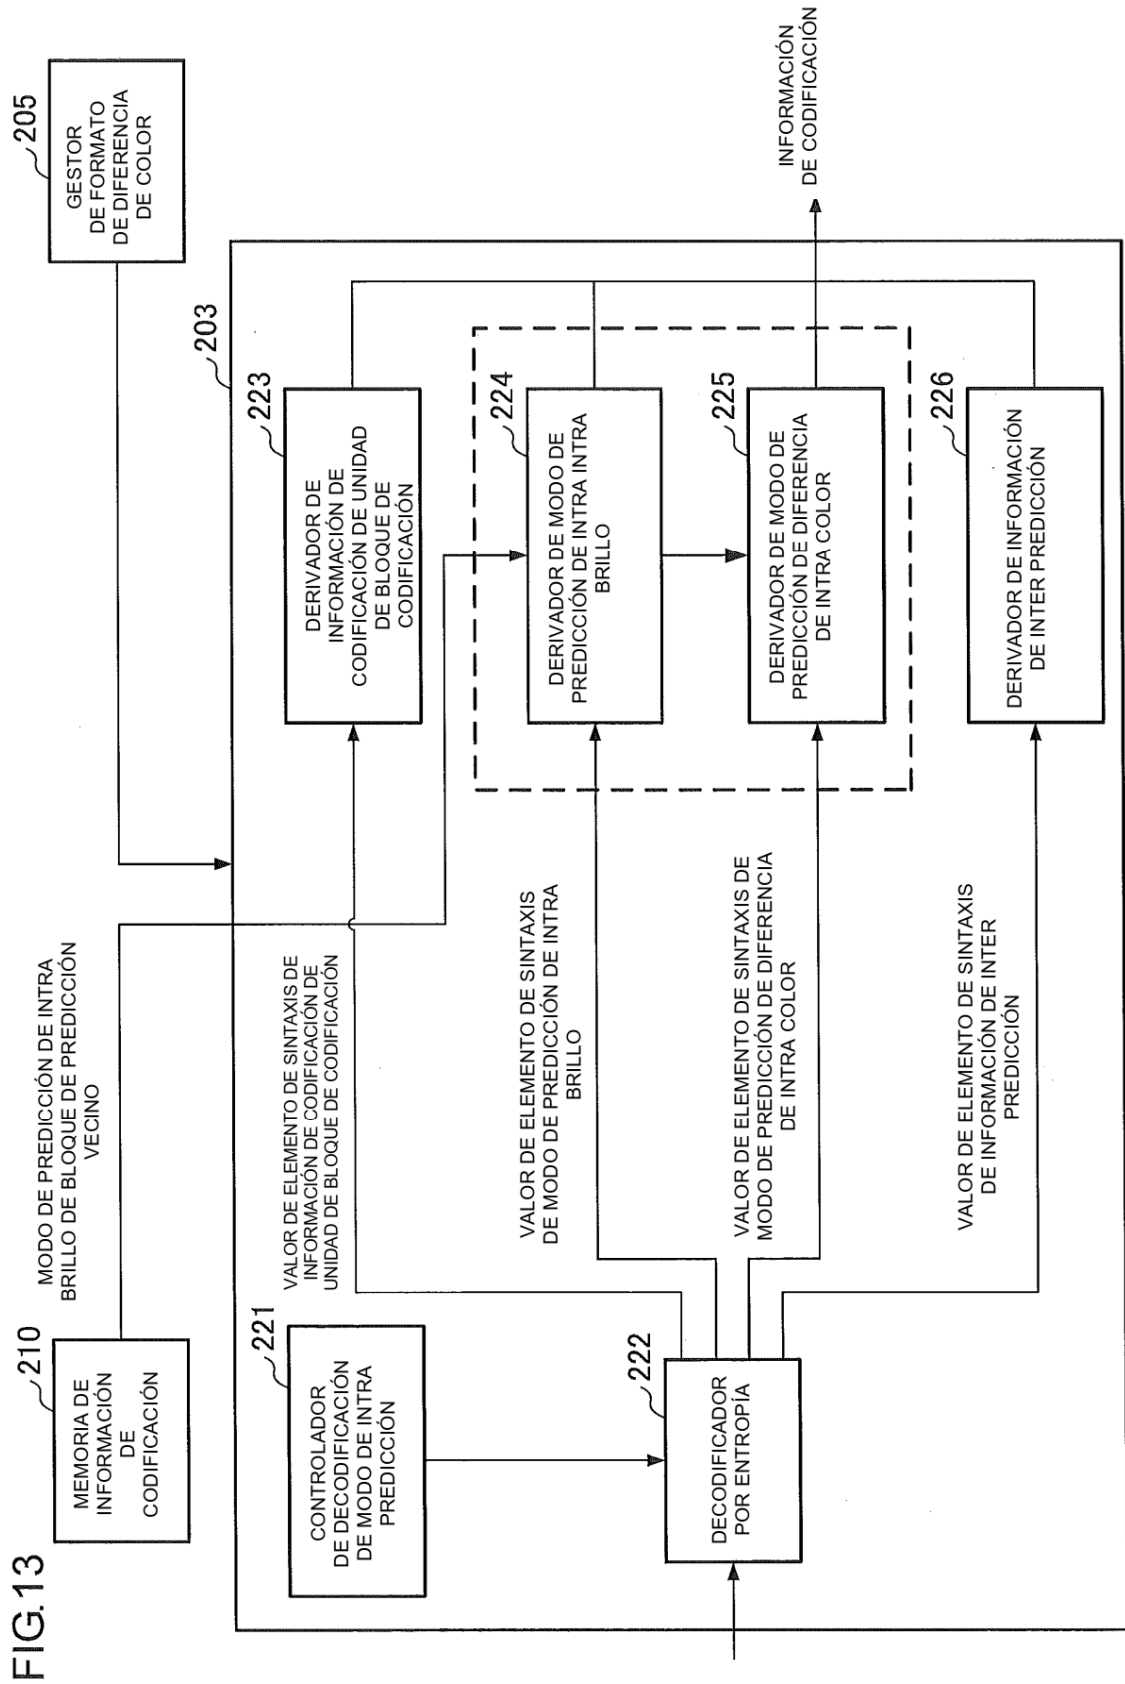 FIG.13
210
MEMORIA DE
INFORMACIÓN
DE
CODIFICACIÓN
MODO DE PREDICCIÓN DE INTRA
BRILLO DE BLOQUE DE PREDICCIÓN
VECINO
205
GESTOR
DE FORMATO
DE DIFERENCIA
DE COLOR
203
221
CONTROLADOR
DE DECODIFICACIÓN
DE MODO DE INTRA
PREDICCIÓN
VALOR DE ELEMENTO DE SINTAXIS DE
INFORMACIÓN DE CODIFICACIÓN DE
UNIDAD DE BLOQUE DE CODIFICACIÓN
223
DERIVADOR DE
INFORMACIÓN DE
CODIFICACIÓN DE UNIDAD
DE BLOQUE DE
CODIFICACIÓN
VALOR DE ELEMENTO DE SINTAXIS
DE MODO DE PREDICCIÓN DE INTRA
BRILLO
224
DERIVADOR DE MODO DE
PREDICCIÓN DE INTRA INTRA
BRILLO
222
DECODIFICADOR
POR ENTROPÍA
VALOR DE ELEMENTO DE SINTAXIS DE
MODO DE PREDICCIÓN DE DIFERENCIA
DE INTRA COLOR
225
DERIVADOR DE MODO DE
PREDICCIÓN DE DIFERENCIA
DE INTRA COLOR
INFORMACIÓN
DE CODIFICACIÓN
VALOR DE ELEMENTO DE SINTAXIS
DE INFORMACIÓN DE INTER
PREDICCIÓN
226
DERIVADOR DE INFORMACIÓN
DE INTER PREDICCIÓN